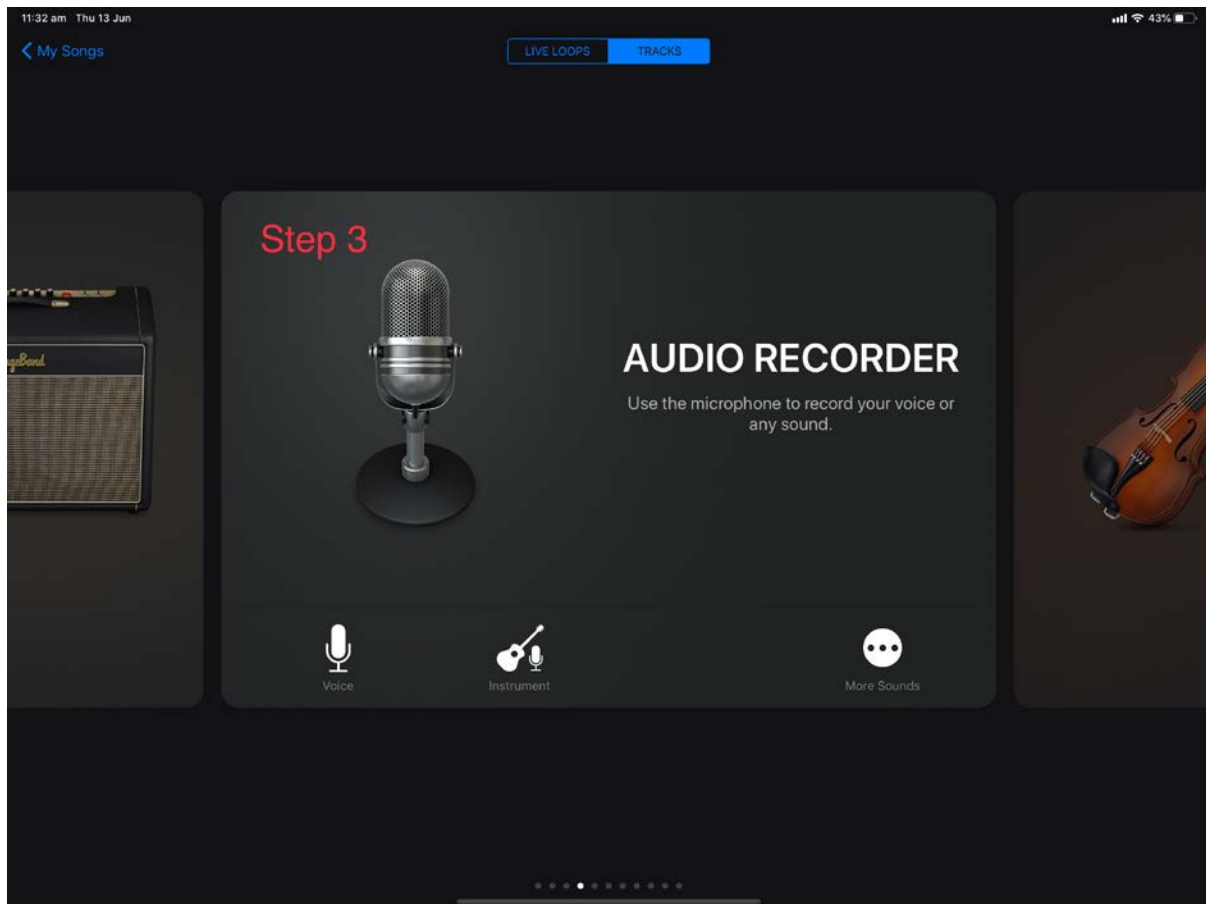 11:32 am Thu 13 Jun
43%
My Songs
LIVE LOOPS
TRACKS
Step 3
AUDIO RECORDER
Use the microphone to record your voice or
any sound.
Voice
Instrument
More Sounds